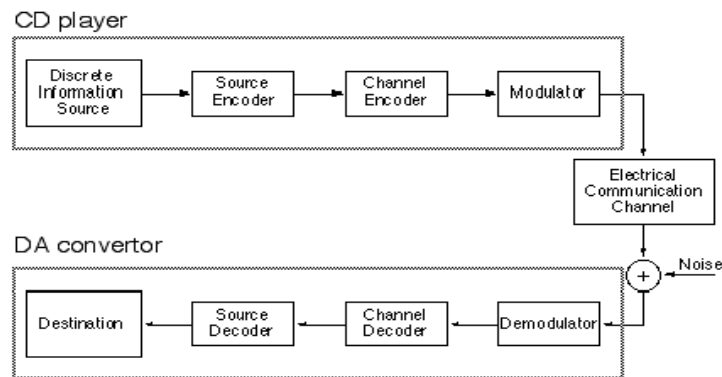 CD player
Discrete
Information
Source
Source
Encoder
Channel
Encoder
Modulator
Electrical
Communication
Channel
Noise
+
DA convertor
Destination
Source
Decoder
Channel
Decoder
Demodulator